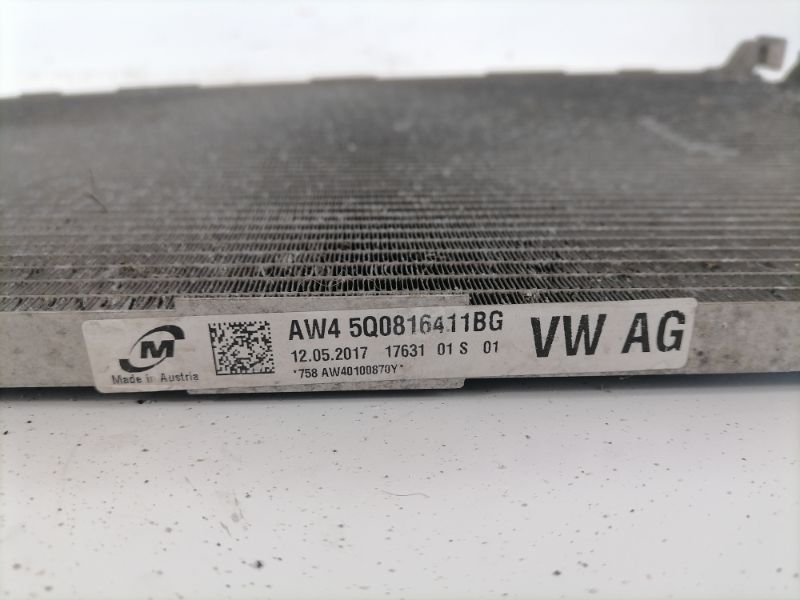 M
Made in Austria
AW4 5Q0816411BG
12.05.2017 17631 01 S 01
*758 AW40100870Y*
VW AG